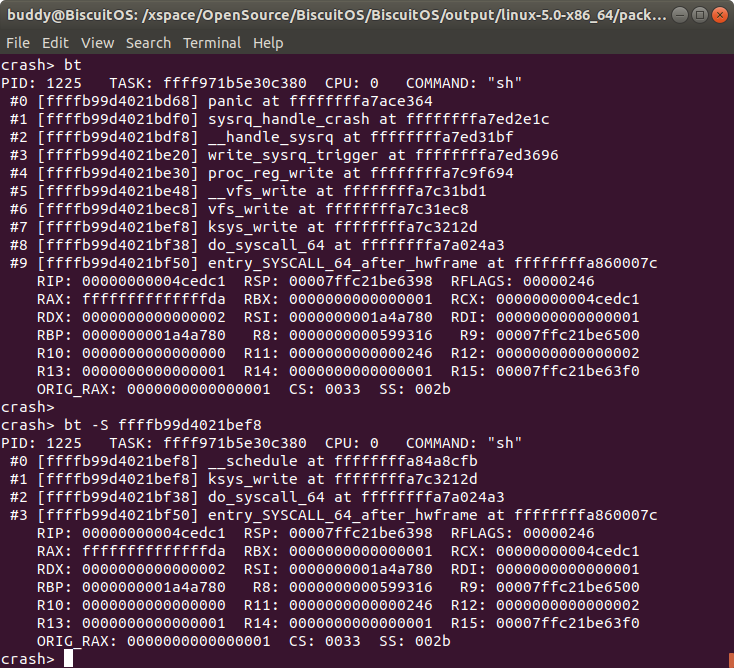 buddy@BiscuitOS: /xspace/OpenSource/BiscuitOS/BiscuitOS/output/linux-5.0-x86_64/pack...
File Edit View Search Terminal Help
crash> bt
PID: 1225 TASK: ffff971b5e30c380 CPU: 0 COMMAND: "sh"
#0 [ffffb99d4021bd68] panic at ffffffffa7ace364
#1 [ffffb99d4021bdf0] sysrq_handle_crash at ffffffffa7ed2e1c
#2 [ffffb99d4021bdf8] __handle_sysrq at ffffffffa7ed31bf
#3 [ffffb99d4021be20] write_sysrq_trigger at ffffffffa7ed3696
#4 [ffffb99d4021be30] proc_reg_write at ffffffffa7c9f694
#5 [ffffb99d4021be48] __vfs_write at ffffffffa7c31bd1
#6 [ffffb99d4021bec8] vfs_write at ffffffffa7c31ec8
#7 [ffffb99d4021bef8] ksys_write at ffffffffa7c3212d
#8 [ffffb99d4021bf38] do_syscall_64 at ffffffffa7a024a3
#9 [ffffb99d4021bf50] entry_SYSCALL_64_after_hwframe at ffffffffa860007c
RIP: 00000000004cedc1 RSP: 00007ffc21be6398 RFLAGS: 00000246
RAX: ffffffffffffffda RBX: 0000000000000001 RCX: 00000000004cedc1
RDX: 0000000000000002 RSI: 0000000001a4a780 RDI: 0000000000000001
RBP: 0000000001a4a780 R8: 0000000000599316 R9: 00007ffc21be6500
R10: 0000000000000000 R11: 0000000000000246 R12: 0000000000000002
R13: 0000000000000001 R14: 0000000000000001 R15: 00007ffc21be63f0
ORIG_RAX: 0000000000000001 CS: 0033 SS: 002b
crash>
crash> bt -S ffffb99d4021bef8
PID: 1225 TASK: ffff971b5e30c380 CPU: 0 COMMAND: "sh"
#0 [ffffb99d4021bef8] __schedule at ffffffffa84a8cfb
#1 [ffffb99d4021bef8] ksys_write at ffffffffa7c3212d
#2 [ffffb99d4021bf38] do_syscall_64 at ffffffffa7a024a3
#3 [ffffb99d4021bf50] entry_SYSCALL_64_after_hwframe at ffffffffa860007c
RIP: 00000000004cedc1 RSP: 00007ffc21be6398 RFLAGS: 00000246
RAX: ffffffffffffffda RBX: 0000000000000001 RCX: 00000000004cedc1
RDX: 0000000000000002 RSI: 0000000001a4a780 RDI: 0000000000000001
RBP: 0000000001a4a780 R8: 0000000000599316 R9: 00007ffc21be6500
R10: 0000000000000000 R11: 0000000000000246 R12: 0000000000000002
R13: 0000000000000001 R14: 0000000000000001 R15: 00007ffc21be63f0
ORIG_RAX: 0000000000000001 CS: 0033 SS: 002b
crash>